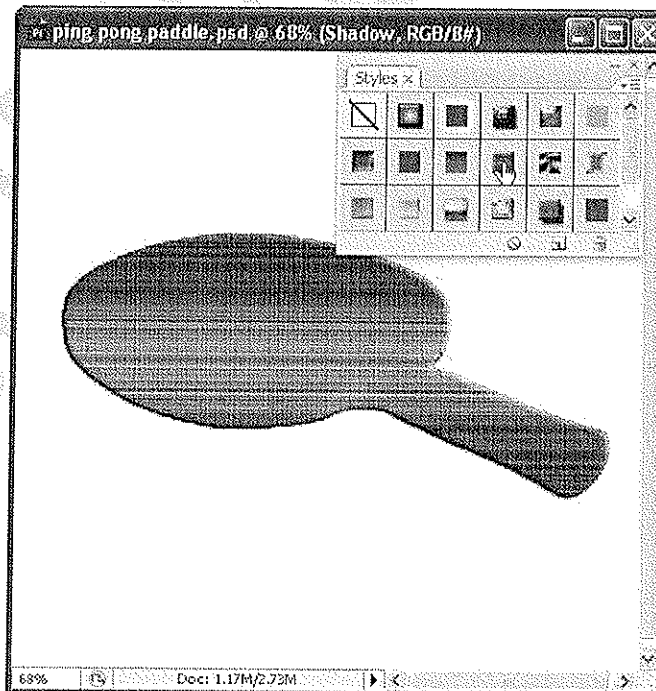 ping pong paddle.psd @ 68% (Shadow, RGB/8#)
Styles ×
68%
Doc: 1.17M/2.73M